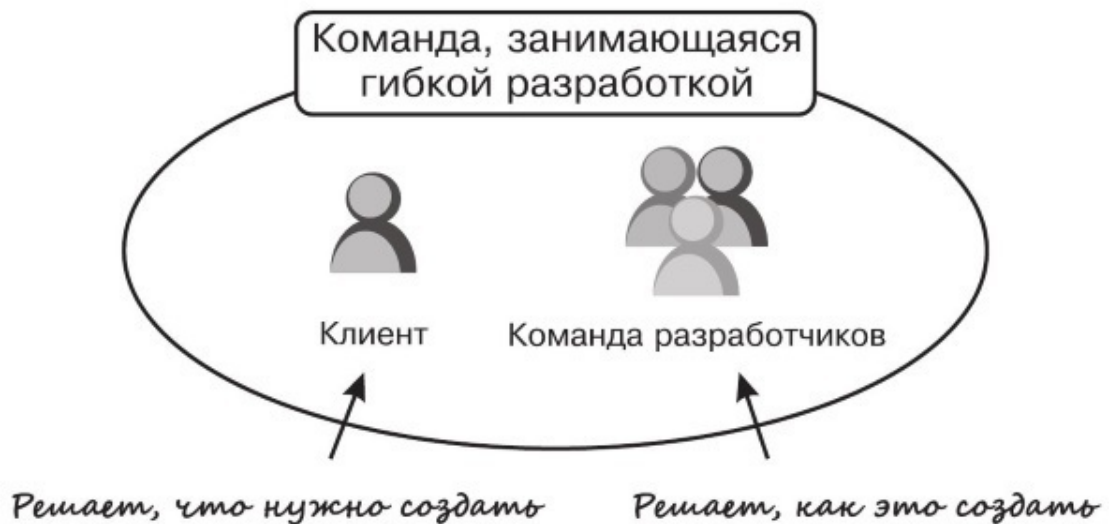 Команда, занимающаяся
гибкой разработкой
Клиент
Команда разработчиков
Решает, что нужно создать
Решает, как это создать